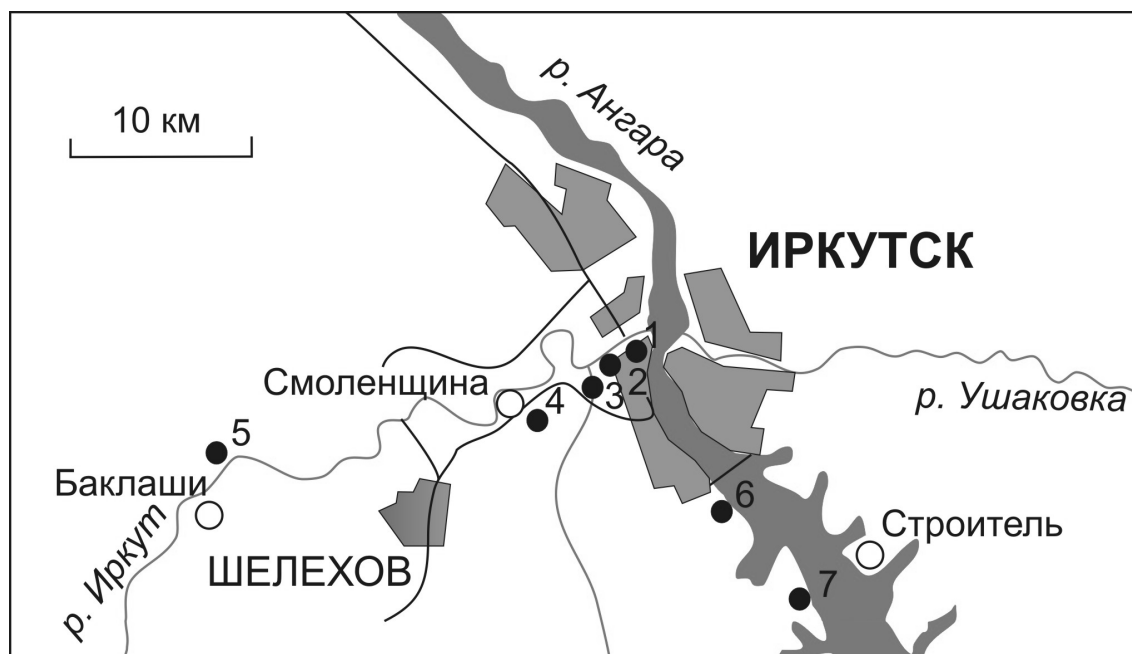 р. Ангара
10 км
ИРКУТСК
1
2
3
Смоленщина
4
р. Ушаковка
5
Баклаши
6
Строитель
р. Иркут
ШЕЛЕХОВ
7